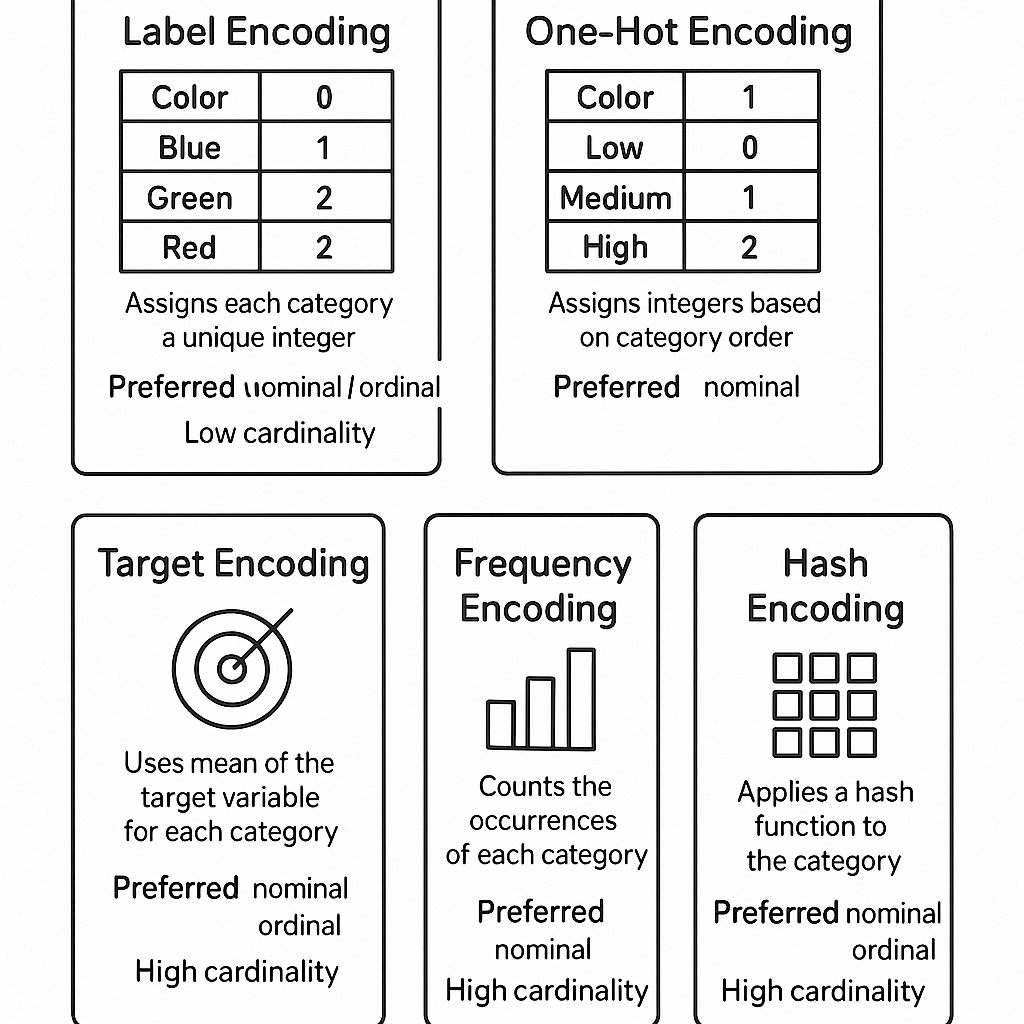 Label Encoding
Color 0
Blue 1
Green 2
Red 2
Assigns each category
a unique integer
Preferred nominal / ordinal
Low cardinality
One-Hot Encoding
Color 1
Low 0
Medium 1
High 2
Assigns integers based
on category order
Preferred nominal
Target Encoding
Uses mean of the
target variable
for each category
Preferred nominal
ordinal
High cardinality
Frequency
Encoding
Counts the
occurrences
of each category
Preferred
nominal
High cardinality
Hash
Encoding
Applies a hash
function to
the category
Preferred nominal
ordinal
High cardinality